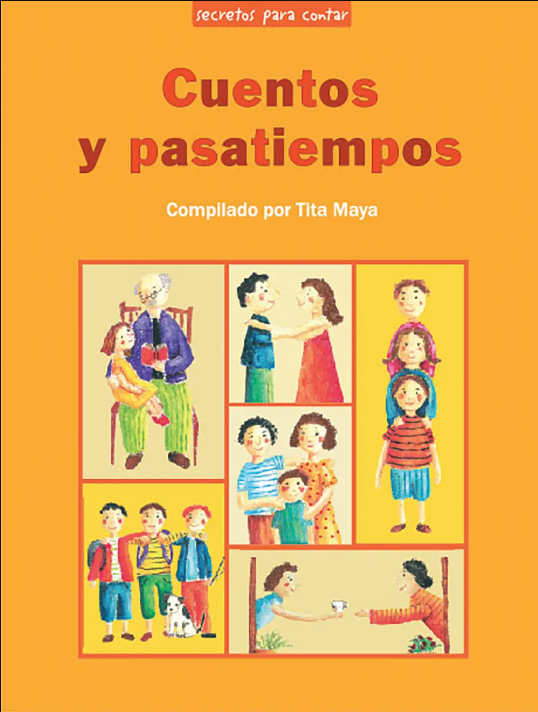 secretos para contar
Cuentos
y pasatiempos
Compilado por Tita Maya